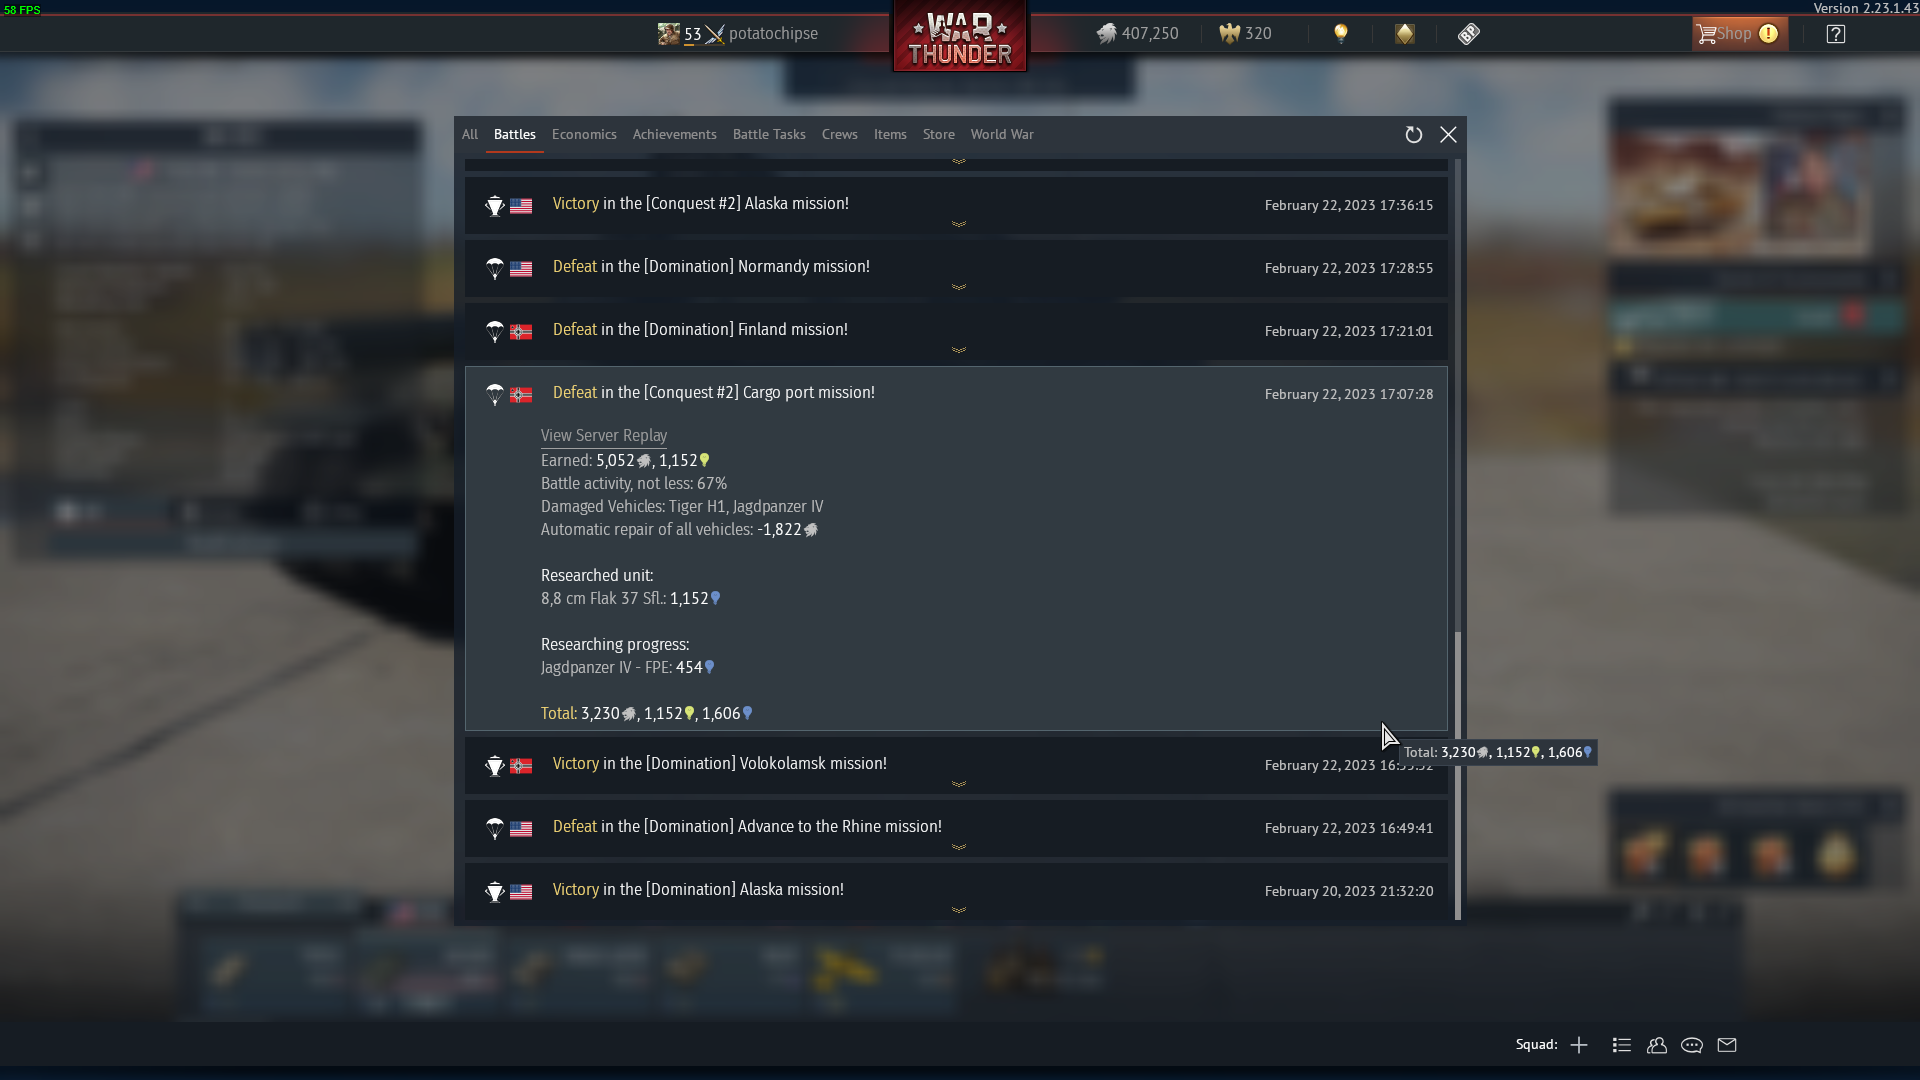 58 FPS
Version 2.23.1.43
53 potatochipse
WAR THUNDER
407,250
320
BP
Shop
All Battles Economics Achievements Battle Tasks Crews Items Store World War
Victory in the [Conquest #2] Alaska mission! February 22, 2023 17:36:15
Defeat in the [Domination] Normandy mission! February 22, 2023 17:28:55
Defeat in the [Domination] Finland mission! February 22, 2023 17:21:01
Defeat in the [Conquest #2] Cargo port mission! February 22, 2023 17:07:28
View Server Replay
Earned: 5,052, 1,152
Battle activity, not less: 67%
Damaged Vehicles: Tiger H1, Jagdpanzer IV
Automatic repair of all vehicles: -1,822
Researched unit:
8,8 cm Flak 37 Sfl.: 1,152
Researching progress:
Jagdpanzer IV - FPE: 454
Total: 3,230, 1,152, 1,606
Total: 3,230, 1,152, 1,606
Victory in the [Domination] Volokolamsk mission! February 22, 2023
Defeat in the [Domination] Advance to the Rhine mission! February 22, 2023 16:49:41
Victory in the [Domination] Alaska mission! February 20, 2023 21:32:20
Squad: